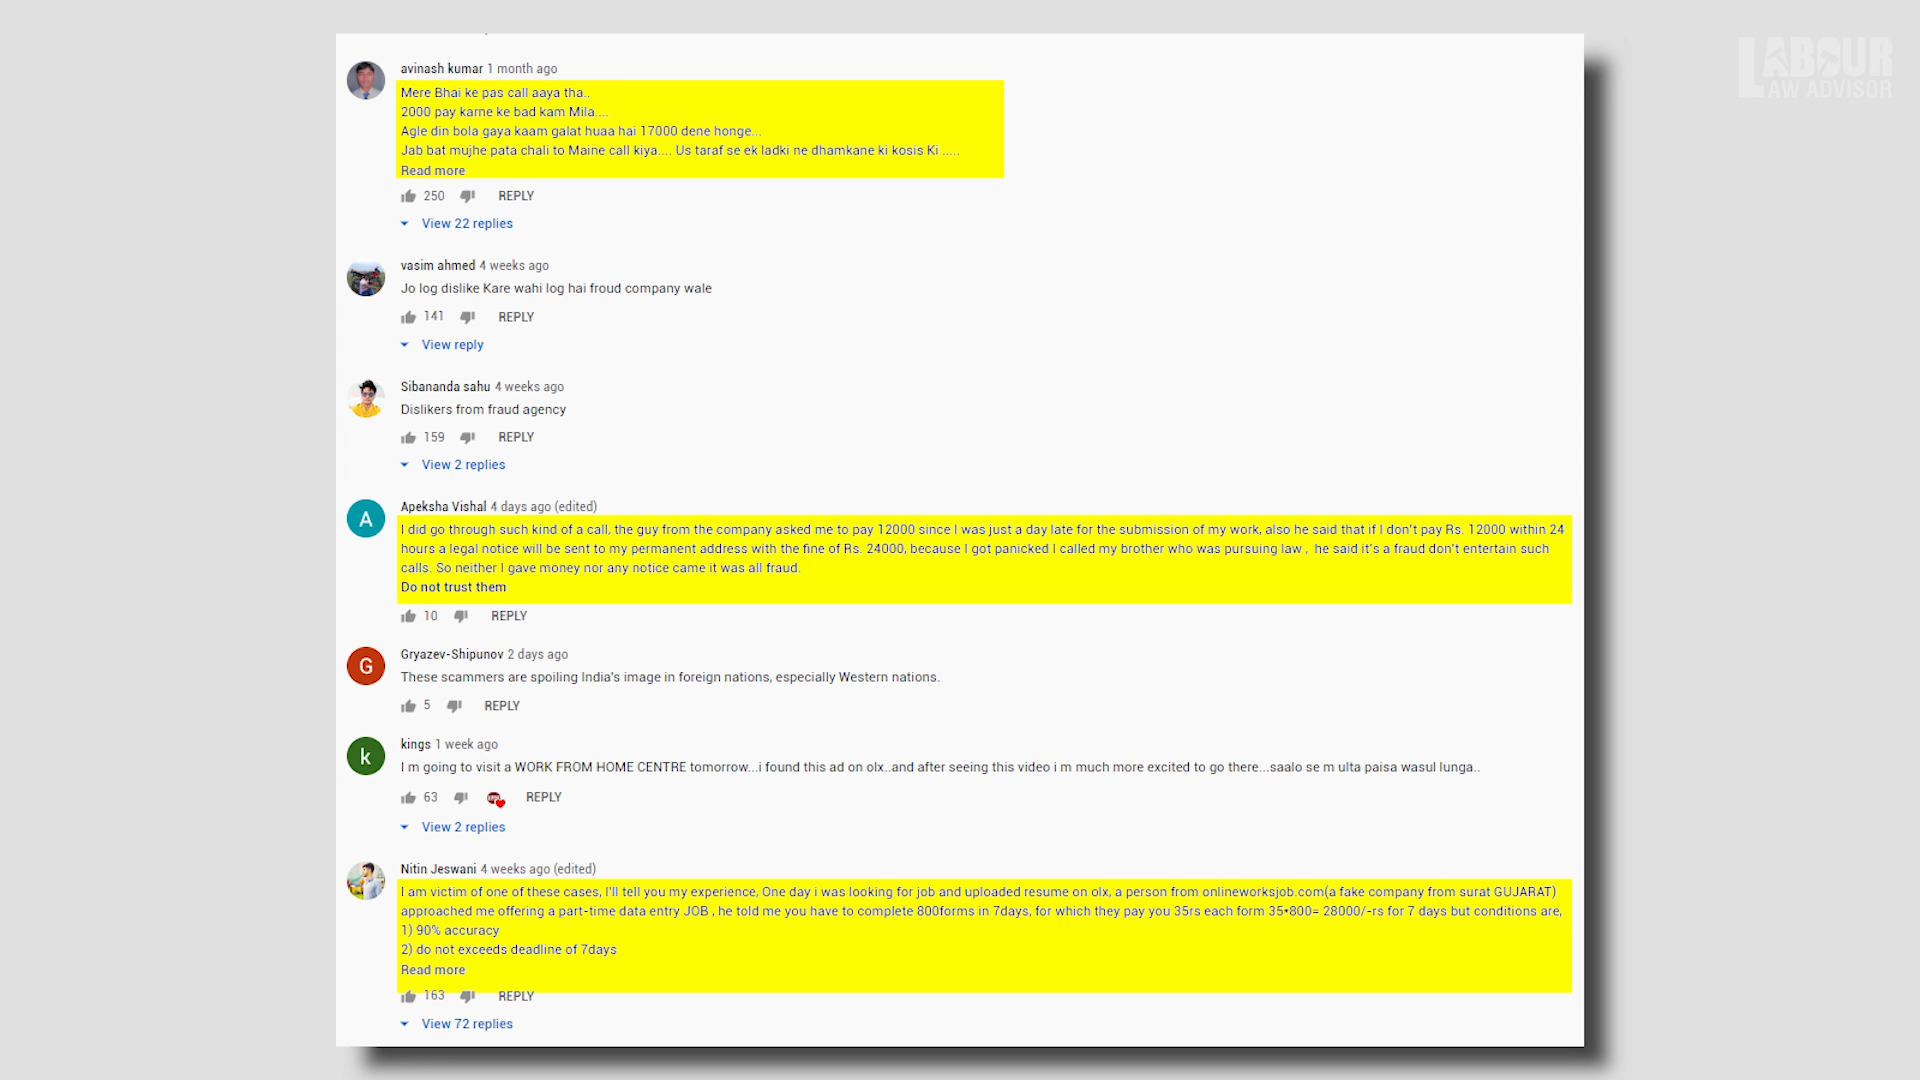 LABOUR
LAW ADVISOR
avinash kumar 1 month ago
Mere Bhai ke pas call aaya tha..
2000 pay karne ke bad kam Mila....
Agle din bola gaya kaam galat huaa hai 17000 dene honge...
Jab bat mujhe pata chali to Maine call kiya.... Us taraf se ek ladki ne dhamkane ki kosis Ki .....
Read more
250 REPLY
View 22 replies
vasim ahmed 4 weeks ago
Jo log dislike Kare wahi log hai froud company wale
141 REPLY
View reply
Sibananda sahu 4 weeks ago
Dislikers from fraud agency
159 REPLY
View 2 replies
A
Apeksha Vishal 4 days ago (edited)
I did go through such kind of a call, the guy from the company asked me to pay 12000 since I was just a day late for the submission of my work, also he said that if I don't pay Rs. 12000 within 24
hours a legal notice will be sent to my permanent address with the fine of Rs. 24000, because I got panicked I called my brother who was pursuing law , he said it's a fraud don't entertain such
calls. So neither I gave money nor any notice came it was all fraud.
Do not trust them
10 REPLY
G
Gryazev-Shipunov 2 days ago
These scammers are spoiling India's image in foreign nations, especially Western nations.
5 REPLY
k
kings 1 week ago
I m going to visit a WORK FROM HOME CENTRE tomorrow...i found this ad on olx..and after seeing this video i m much more excited to go there...saalo se m ulta paisa wasul lunga..
63 REPLY
View 2 replies
Nitin Jeswani 4 weeks ago (edited)
I am victim of one of these cases, I'll tell you my experience, One day i was looking for job and uploaded resume on olx, a person from onlineworksjob.com(a fake company from surat GUJARAT)
approached me offering a part-time data entry JOB , he told me you have to complete 800forms in 7days, for which they pay you 35rs each form 35*800= 28000/-rs for 7 days but conditions are,
1) 90% accuracy
2) do not exceeds deadline of 7days
Read more
163 REPLY
View 72 replies